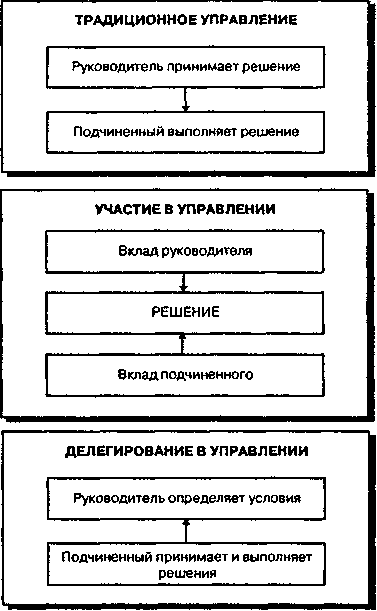 ТРАДИЦИОННОЕ УПРАВЛЕНИЕ
Руководитель принимает решение
Подчиненный выполняет решение
УЧАСТИЕ В УПРАВЛЕНИИ
Вклад руководителя
РЕШЕНИЕ
Вклад подчиненного
ДЕЛЕГИРОВАНИЕ В УПРАВЛЕНИИ
Руководитель определяет условия
Подчиненный принимает и выполняет
решения